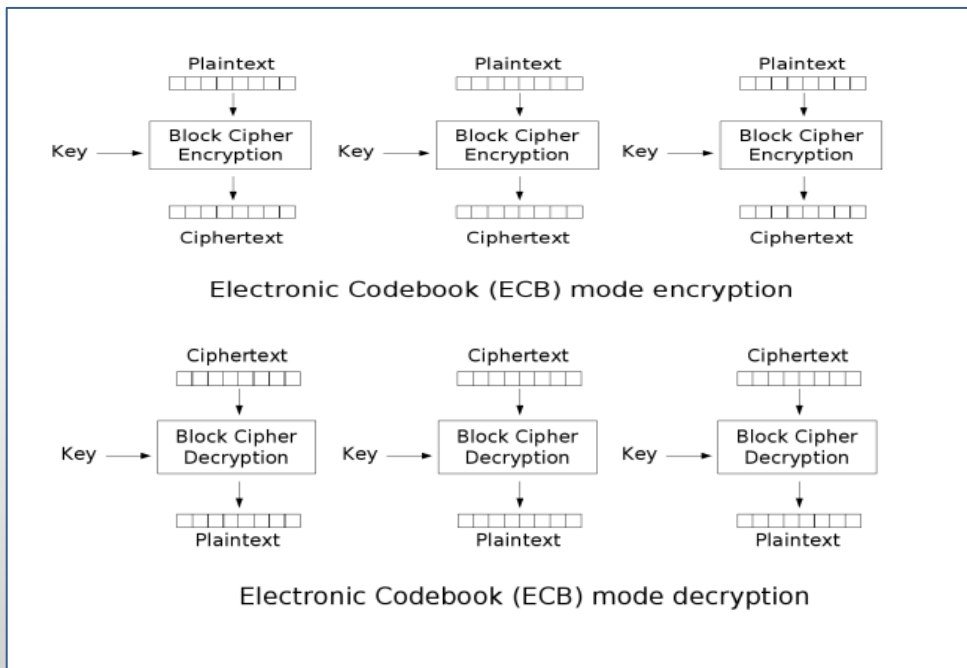 Plaintext Plaintext Plaintext
Block Cipher Block Cipher Block Cipher
Key Encryption Key Encryption Key Encryption
Ciphertext Ciphertext Ciphertext
Electronic Codebook (ECB) mode encryption
Ciphertext Ciphertext Ciphertext
Block Cipher Block Cipher Block Cipher
Key Decryption Key Decryption Key Decryption
Plaintext Plaintext Plaintext
Electronic Codebook (ECB) mode decryption